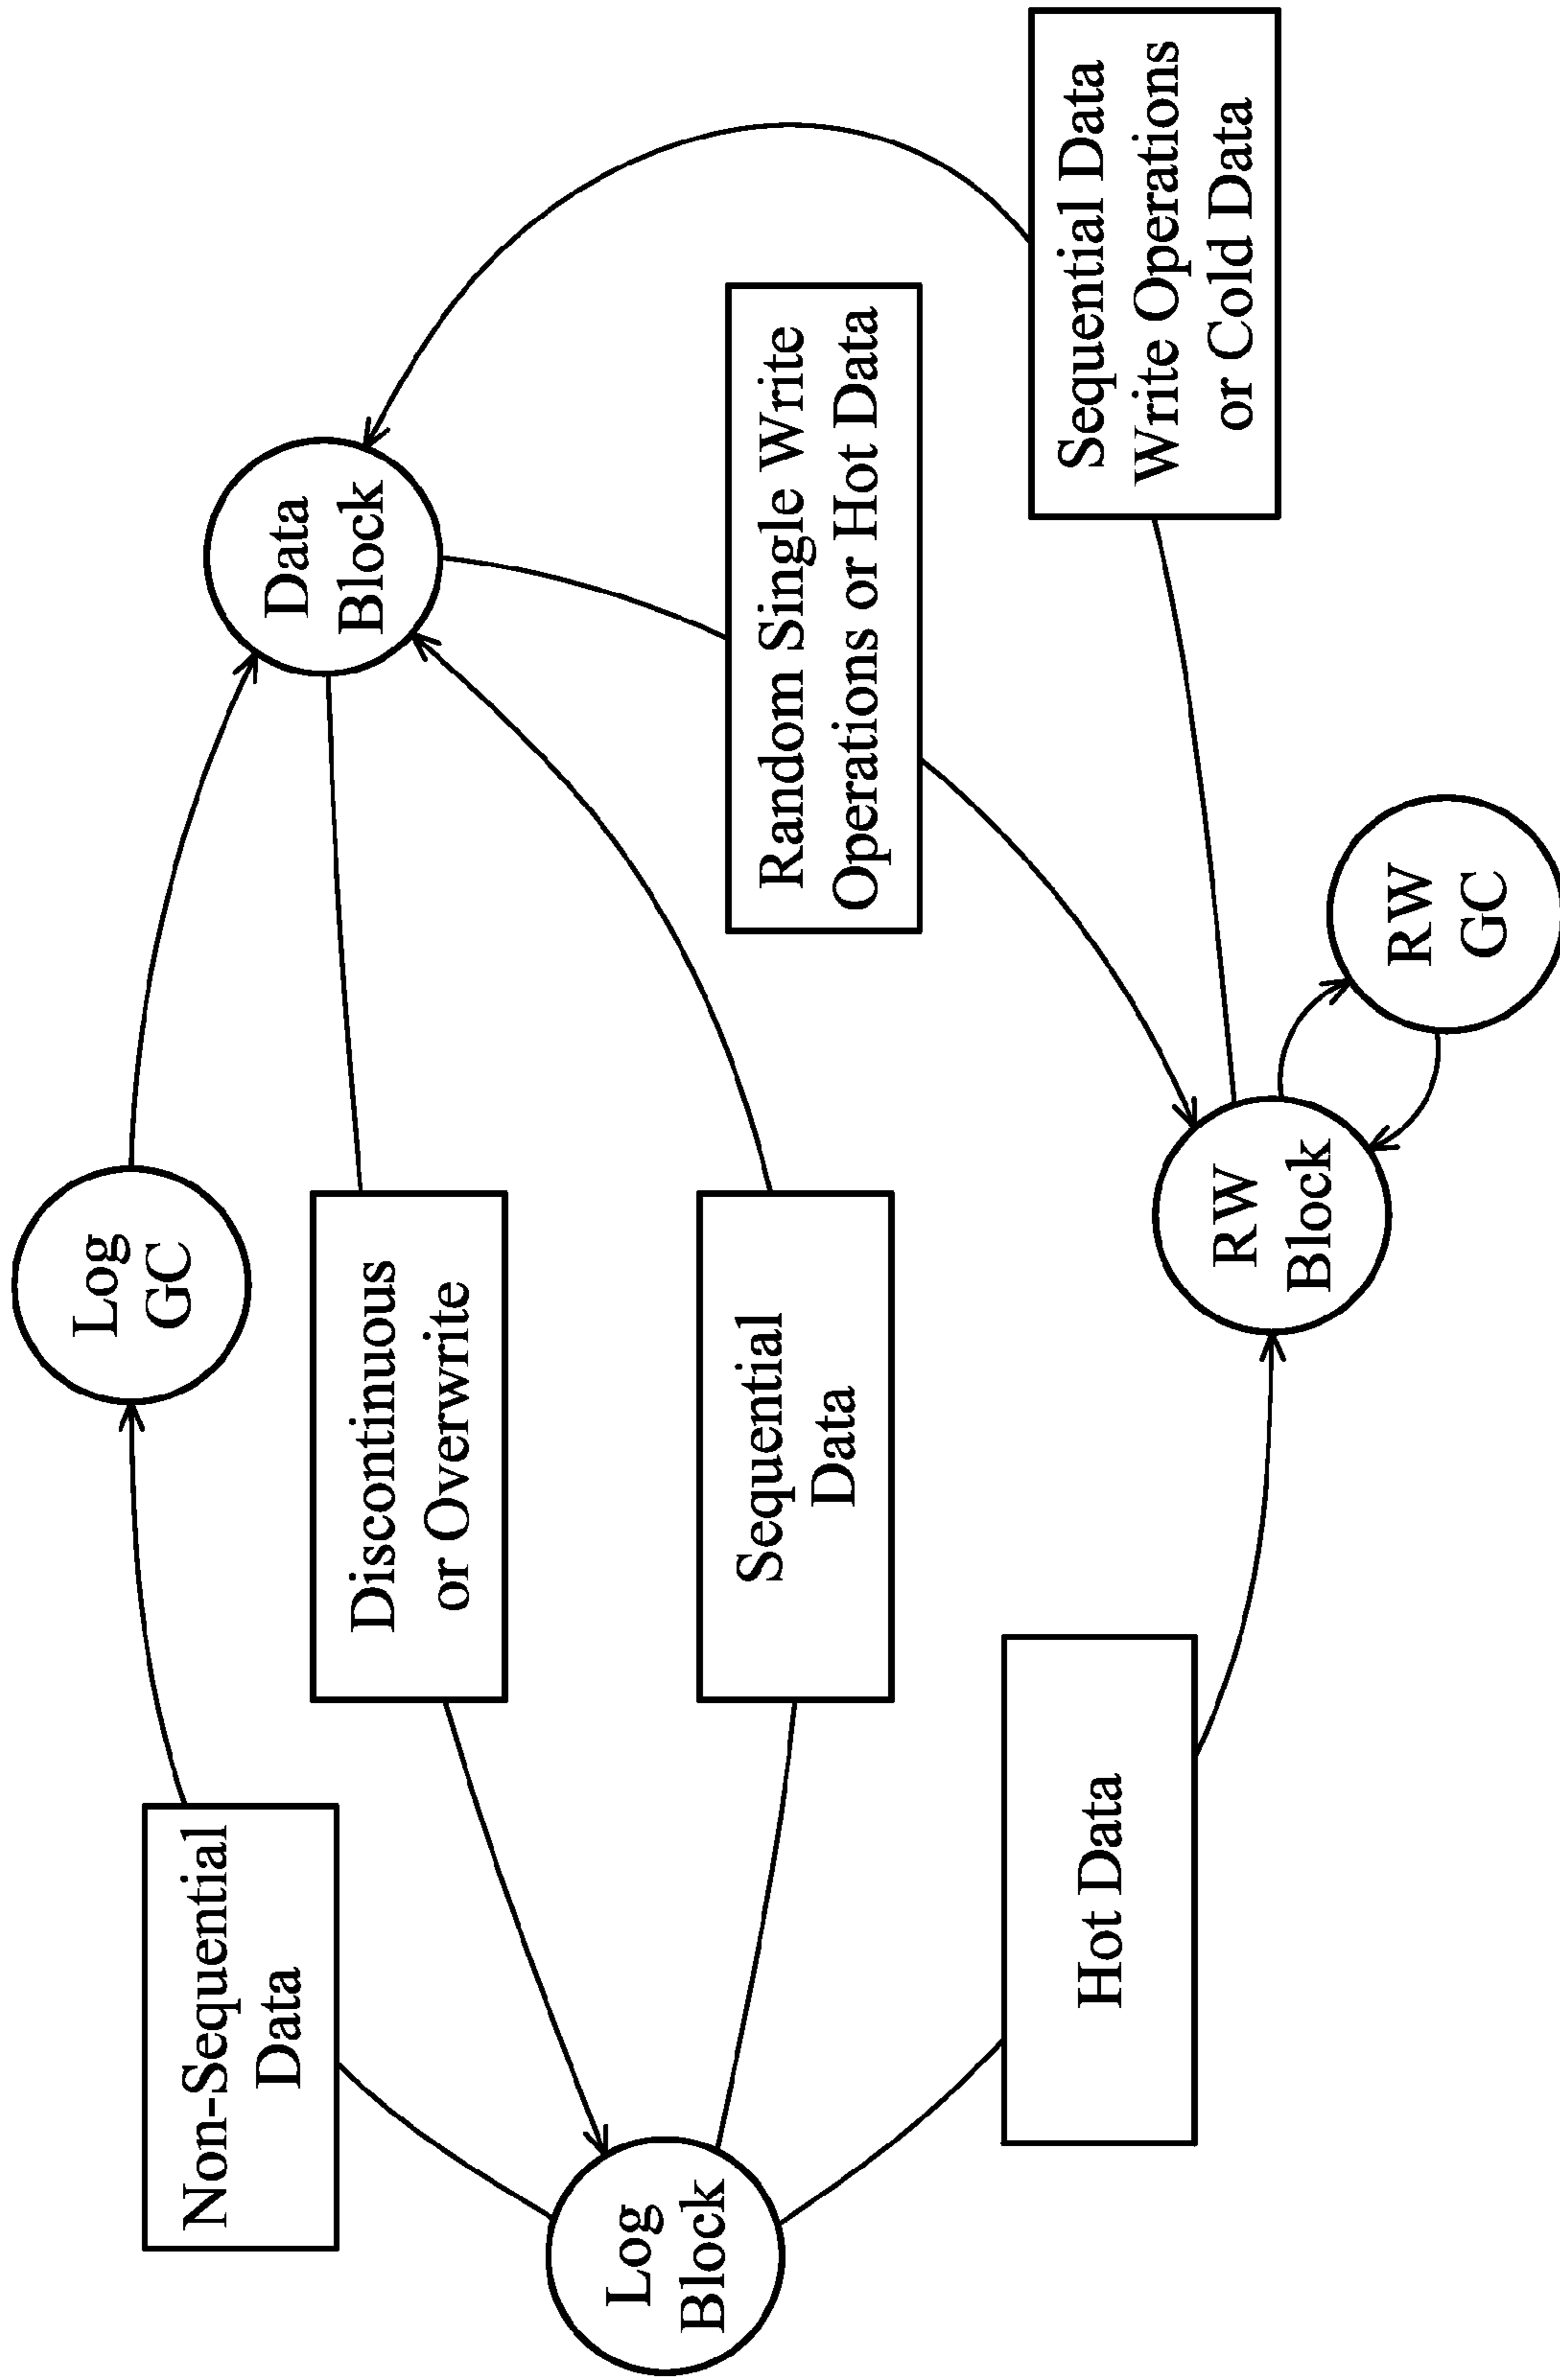 Log
GC
Non-Sequential
Data
Discontinuous
or Overwrite
Data
Block
Log
Block
Sequential
Data
Random Single Write
Operations or Hot Data
Hot Data
Sequential Data
Write Operations
or Cold Data
RW
Block
RW
GC